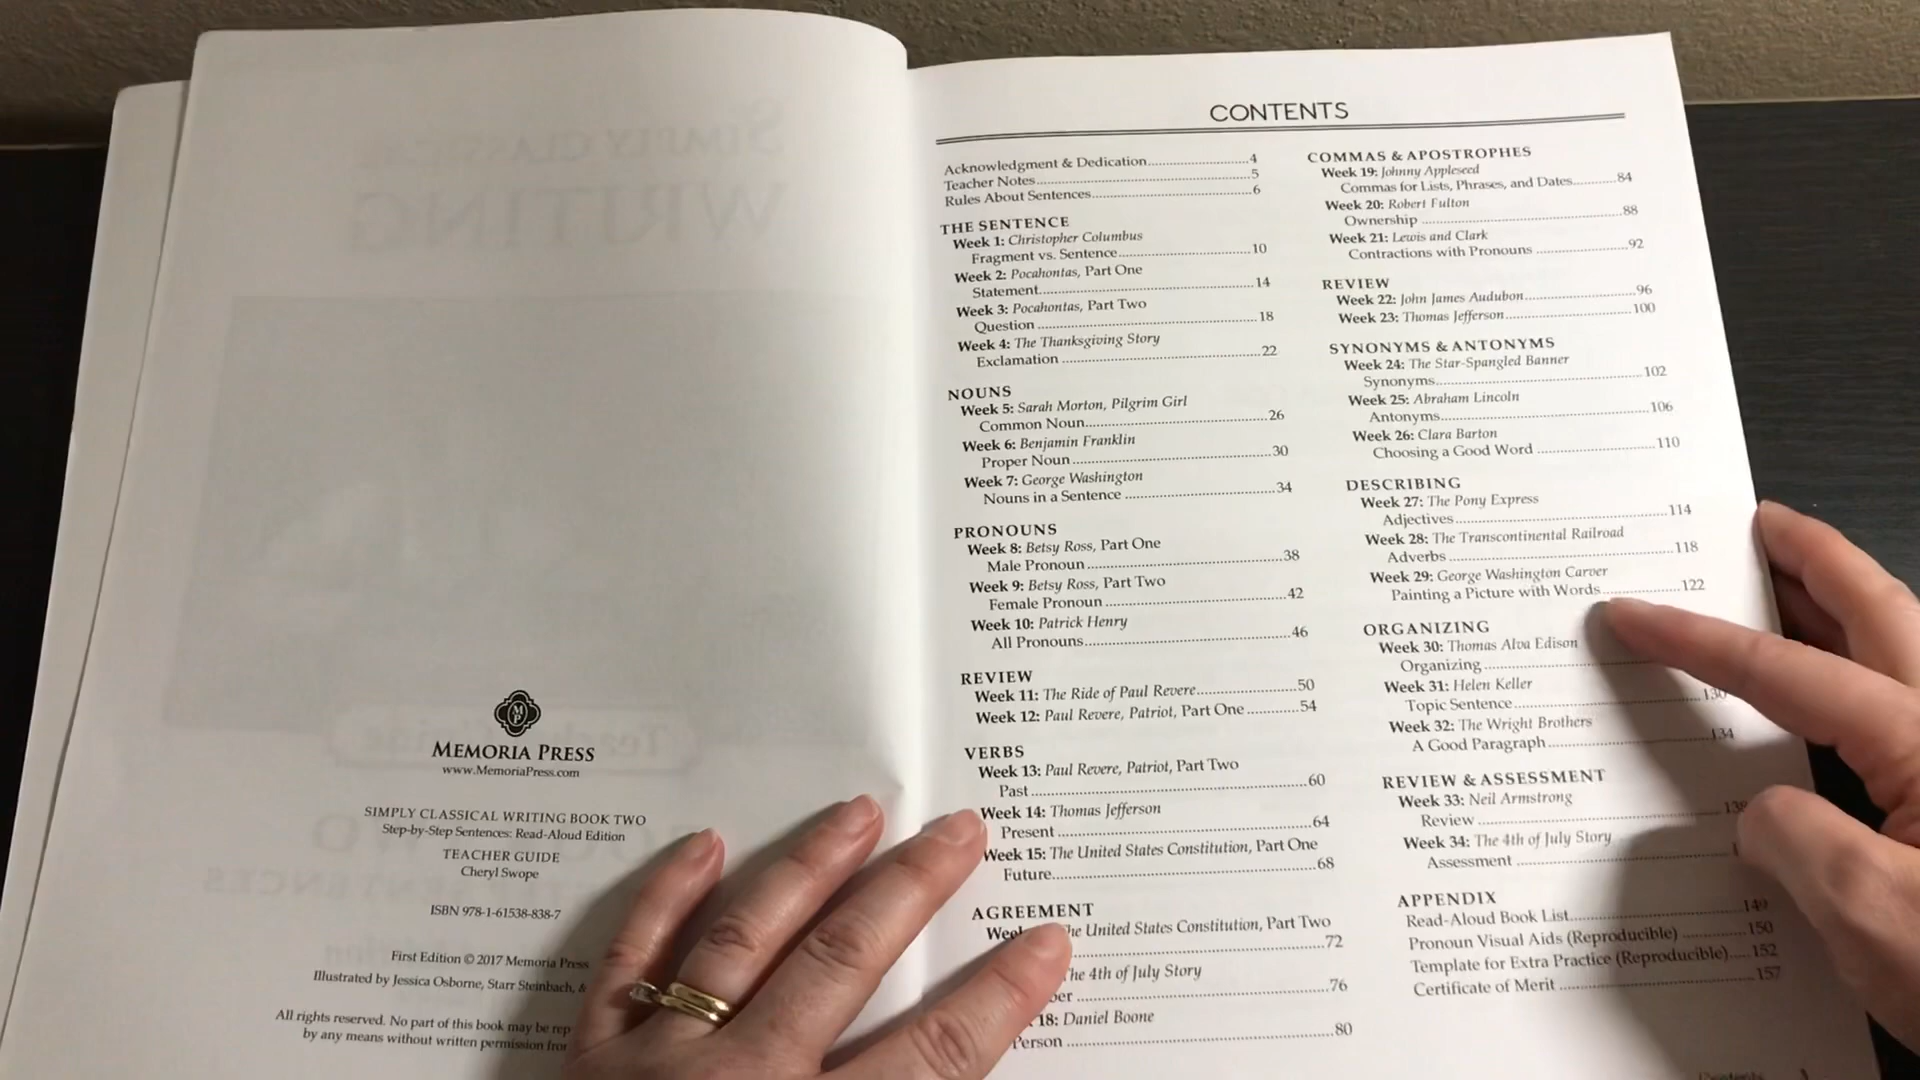 MEMORIA PRESS
www.MemoriaPress.com
SIMPLY CLASSICAL WRITING BOOK TWO
Step-by-Step Sentences: Read-Aloud Edition
TEACHER GUIDE
Cheryl Swope
ISBN 978-1-61538-838-7
First Edition © 2017 Memoria Press
Illustrated by Jessica Osborne, Starr Steinbach, &
All rights reserved. No part of this book may be
by any means without written permission
CONTENTS
Acknowledgment & Dedication..............................4
Teacher Notes..............................5
Rules About Sentences..............................6
THE SENTENCE
Week 1: Christopher Columbus
Fragment vs. Sentence..............................10
Week 2: Pocahontas, Part One
Statement..............................14
Week 3: Pocahontas, Part Two
Question..............................18
Week 4: The Thanksgiving Story
Exclamation..............................22
NOUNS
Week 5: Sarah Morton, Pilgrim Girl
Common Noun..............................26
Week 6: Benjamin Franklin
Proper Noun..............................30
Week 7: George Washington
Nouns in a Sentence..............................34
PRONOUNS
Week 8: Betsy Ross, Part One
Male Pronoun..............................38
Week 9: Betsy Ross, Part Two
Female Pronoun..............................42
Week 10: Patrick Henry
All Pronouns..............................46
REVIEW
Week 11: The Ride of Paul Revere..............................50
Week 12: Paul Revere, Patriot, Part One..............................54
VERBS
Week 13: Paul Revere, Patriot, Part Two
Past..............................60
Week 14: Thomas Jefferson
Present..............................64
Week 15: The United States Constitution, Part One
Future..............................68
AGREEMENT
The United States Constitution, Part Two
72
The 4th of July Story
76
18: Daniel Boone
Person..............................80
COMMAS & APOSTROPHES
Week 19: Johnny Appleseed
Commas for Lists, Phrases, and Dates..............................84
Week 20: Robert Fulton
Ownership..............................88
Week 21: Lewis and Clark
Contractions with Pronouns..............................92
REVIEW
Week 22: John James Audubon..............................96
Week 23: Thomas Jefferson..............................100
SYNONYMS & ANTONYMS
Week 24: The Star-Spangled Banner
Synonyms..............................102
Week 25: Abraham Lincoln
Antonyms..............................106
Week 26: Clara Barton
Choosing a Good Word..............................110
DESCRIBING
Week 27: The Pony Express
Adjectives..............................114
Week 28: The Transcontinental Railroad
Adverbs..............................118
Week 29: George Washington Carver
Painting a Picture with Words..............................122
ORGANIZING
Week 30: Thomas Alva Edison
Organizing..............................
Week 31: Helen Keller
Topic Sentence..............................130
Week 32: The Wright Brothers
A Good Paragraph..............................134
REVIEW & ASSESSMENT
Week 33: Neil Armstrong
Review..............................
Week 34: The 4th of July Story
Assessment..............................
APPENDIX
Read-Aloud Book List..............................149
Pronoun Visual Aids (Reproducible)..............................150
Template for Extra Practice (Reproducible)..............................152
Certificate of Merit..............................157